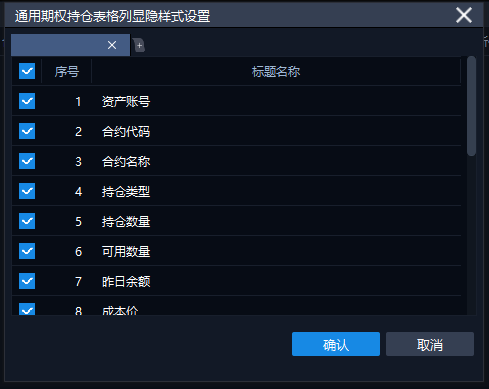 通用期权持仓表格列显隐样式设置
序号 标题名称
1 资产账号
2 合约代码
3 合约名称
4 持仓类型
5 持仓数量
6 可用数量
7 昨日余额
8 成本价
确认 取消